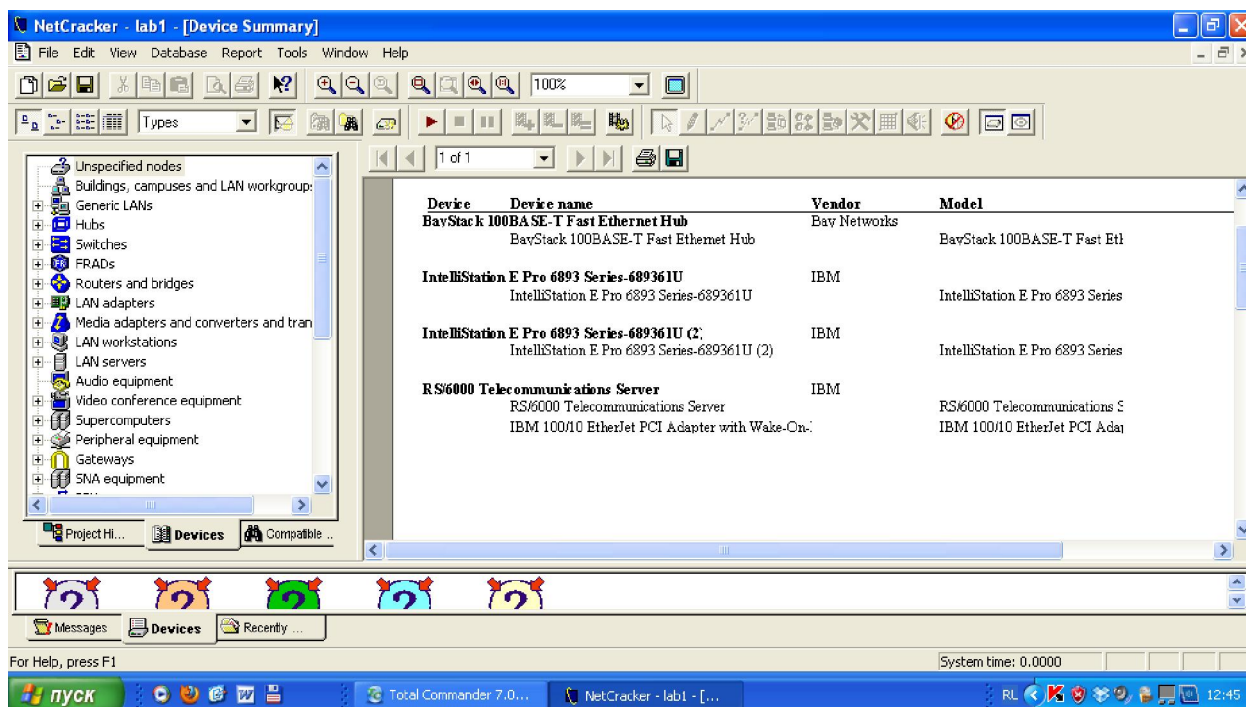 NetCracker - lab1 - [Device Summary]
File Edit View Database Report Tools Window Help
100%
Types
1 of 1
Unspecified nodes
Buildings, campuses and LAN workgroup:
Generic LANs
Hubs
Switches
FRADs
Routers and bridges
LAN adapters
Media adapters and converters and tran
LAN workstations
LAN servers
Audio equipment
Video conference equipment
Supercomputers
Peripheral equipment
Gateways
SNA equipment
Project Hi... Devices Compatible ..
Device Device name Vendor Model
BayStack 100BASE-T Fast Ethernet Hub Bay Networks
BayStack 100BASE-T Fast Ethernet Hub BayStack 100BASE-T Fast Eth
IntelliStation E Pro 6893 Series-689361U IBM
IntelliStation E Pro 6893 Series-689361U IntelliStation E Pro 6893 Series
IntelliStation E Pro 6893 Series-689361U (2) IBM
IntelliStation E Pro 6893 Series-689361U (2) IntelliStation E Pro 6893 Series
RS/6000 Telecommunications Server IBM
RS/6000 Telecommunications Server RS/6000 Telecommunications S
IBM 100/10 EtherJet PCI Adapter with Wake-On- IBM 100/10 EtherJet PCI Adap
Messages Devices Recently ...
For Help, press F1 System time: 0.0000
пуск Total Commander 7.0... NetCracker - lab1 - [... RL 12:45